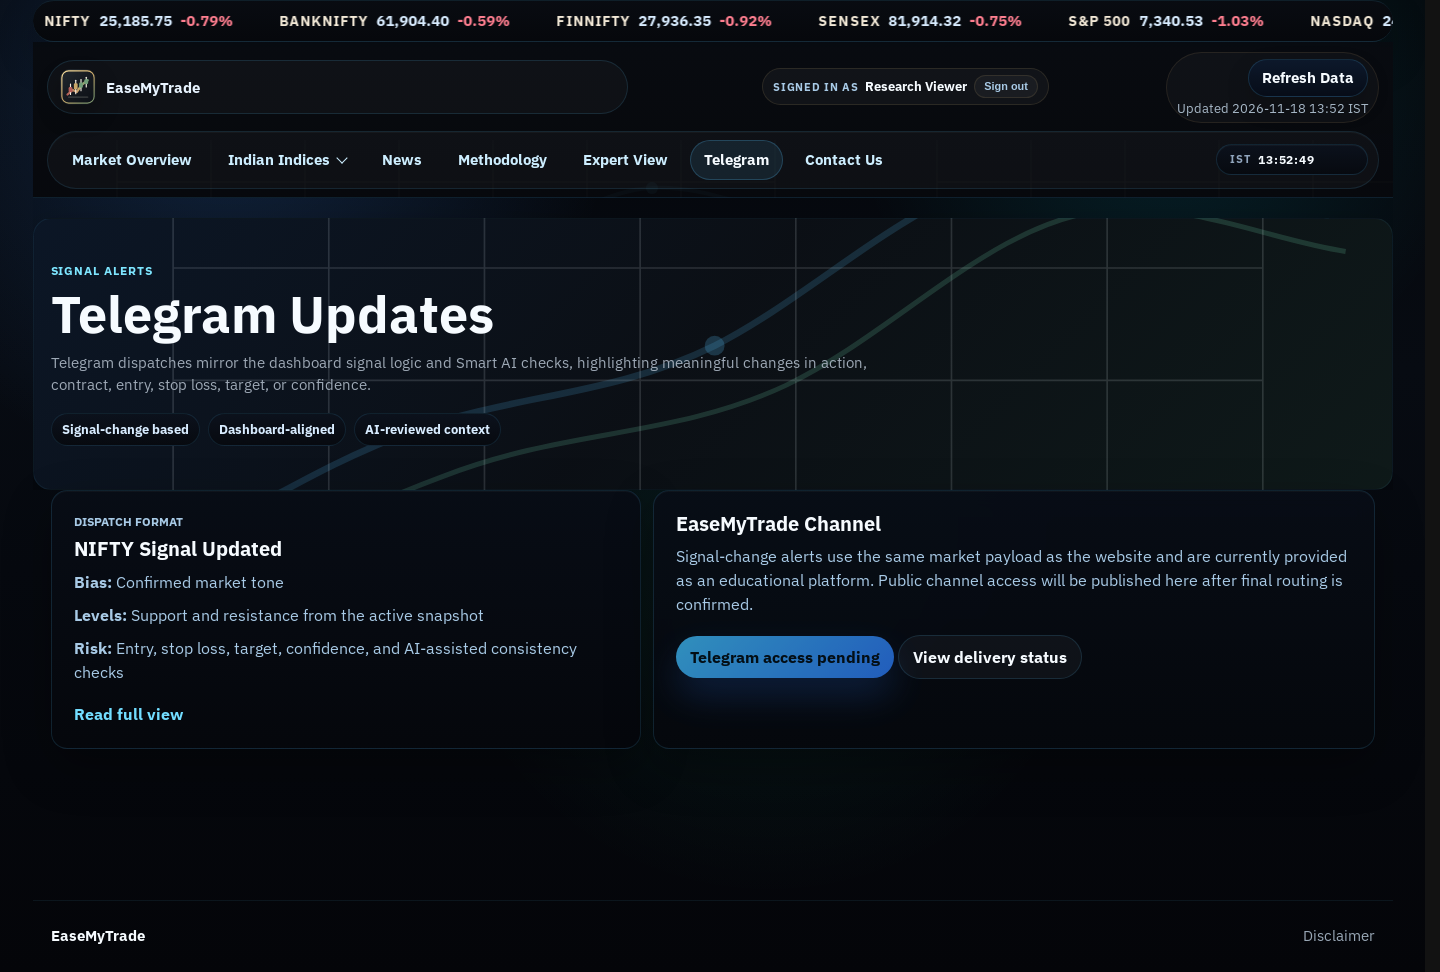 NIFTY 25,185.75 -0.79% BANKNIFTY 61,904.40 -0.59% FINNIFTY 27,936.35 -0.92% SENSEX 81,914.32 -0.75% S&P 500 7,340.53 -1.03% NASDAQ
EaseMyTrade
SIGNED IN AS Research Viewer Sign out
Refresh Data
Updated 2026-11-18 13:52 IST
Market Overview Indian Indices News Methodology Expert View Telegram Contact Us IST 13:52:49
SIGNAL ALERTS
Telegram Updates
Telegram dispatches mirror the dashboard signal logic and Smart AI checks, highlighting meaningful changes in action,
contract, entry, stop loss, target, or confidence.
Signal-change based Dashboard-aligned AI-reviewed context
DISPATCH FORMAT
NIFTY Signal Updated
Bias: Confirmed market tone
Levels: Support and resistance from the active snapshot
Risk: Entry, stop loss, target, confidence, and AI-assisted consistency
checks
Read full view
EaseMyTrade Channel
Signal-change alerts use the same market payload as the website and are currently provided
as an educational platform. Public channel access will be published here after final routing is
confirmed.
Telegram access pending View delivery status
EaseMyTrade Disclaimer